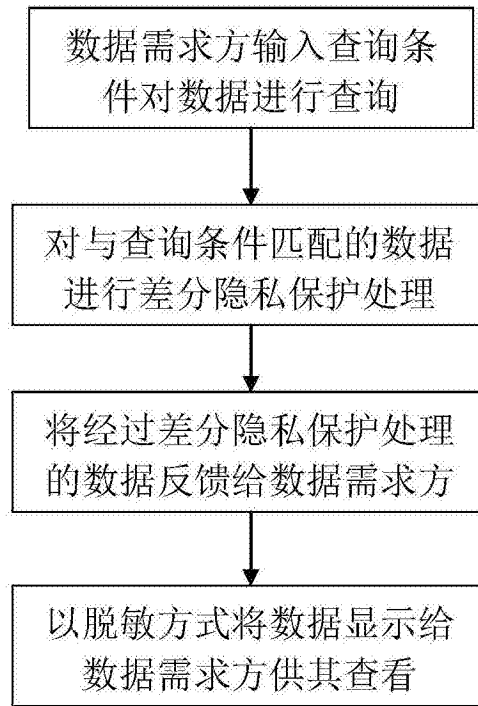 数据需求方输入查询条
件对数据进行查询
对与查询条件匹配的数据
进行差分隐私保护处理
将经过差分隐私保护处理
的数据反馈给数据需求方
以脱敏方式将数据显示给
数据需求方供其查看